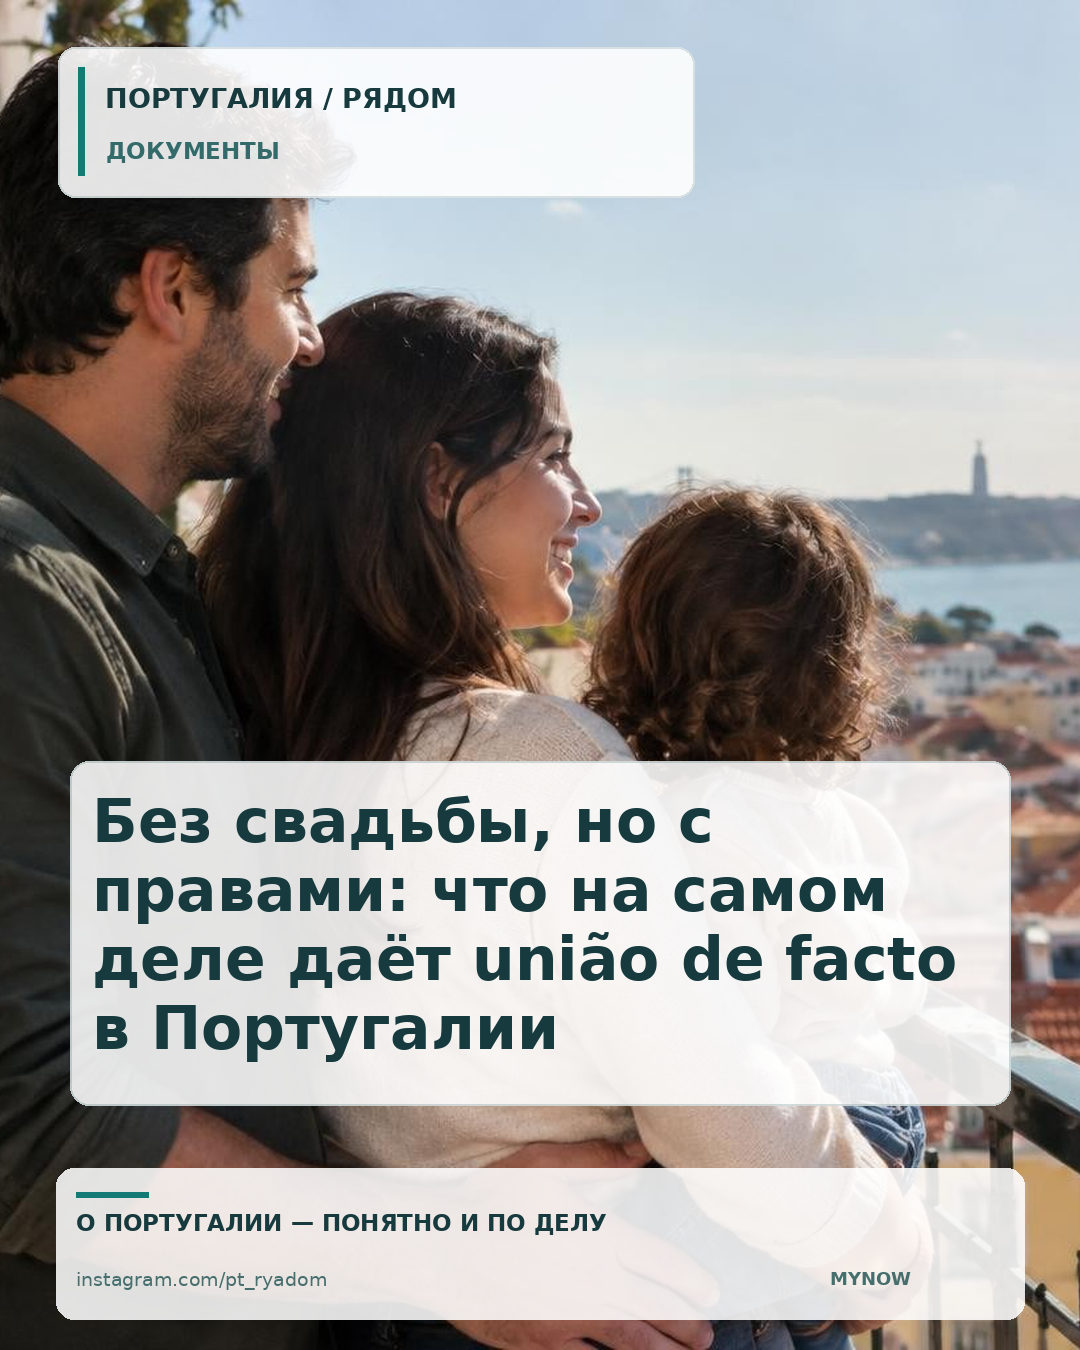 ПОРТУГАЛИЯ / РЯДОМ
ДОКУМЕНТЫ
Без свадьбы, но с
правами: что на самом
деле даёт união de facto
в Португалии
О ПОРТУГАЛИИ — ПОНЯТНО И ПО ДЕЛУ
instagram.com/pt_ryadom
MYNOW